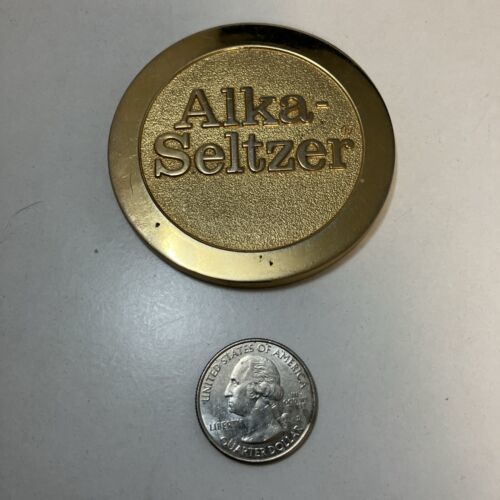 Alka-
Seltzer
UNITED STATES OF AMERICA
LIBERTY
QUARTER DOLLAR